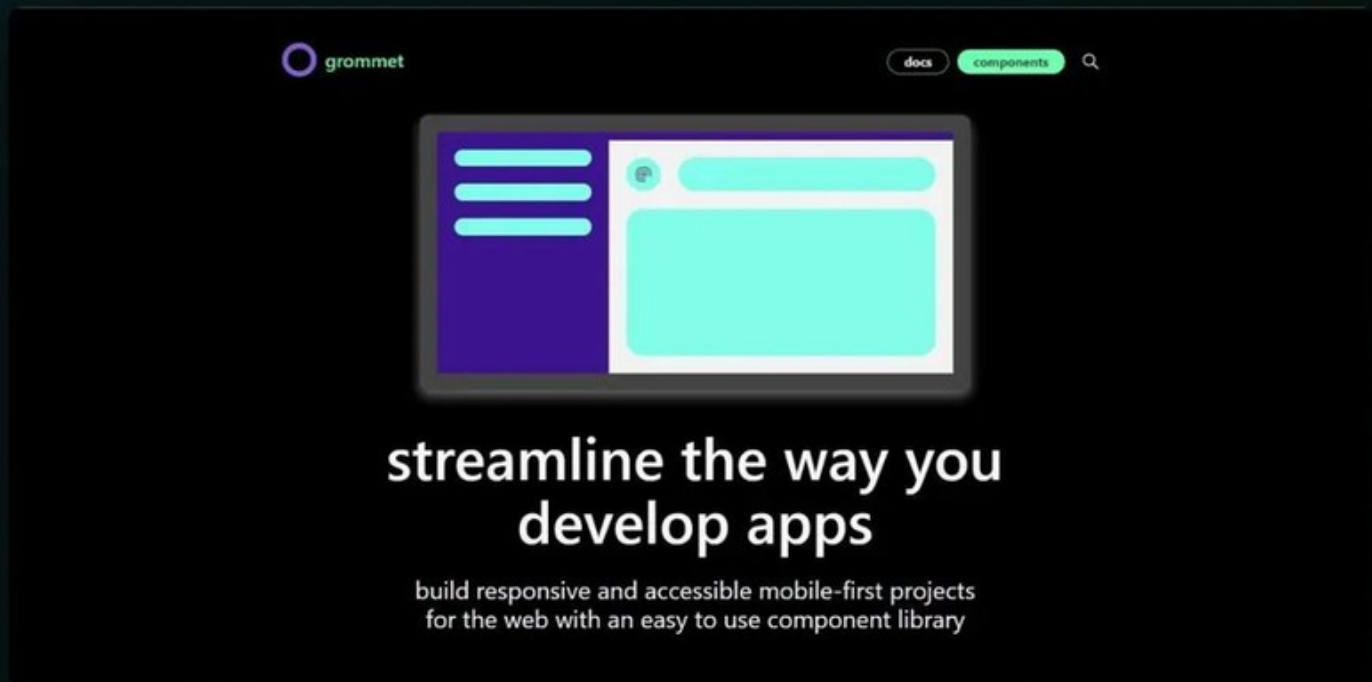 grommet
docs
components
streamline the way you
develop apps
build responsive and accessible mobile-first projects
for the web with an easy to use component library